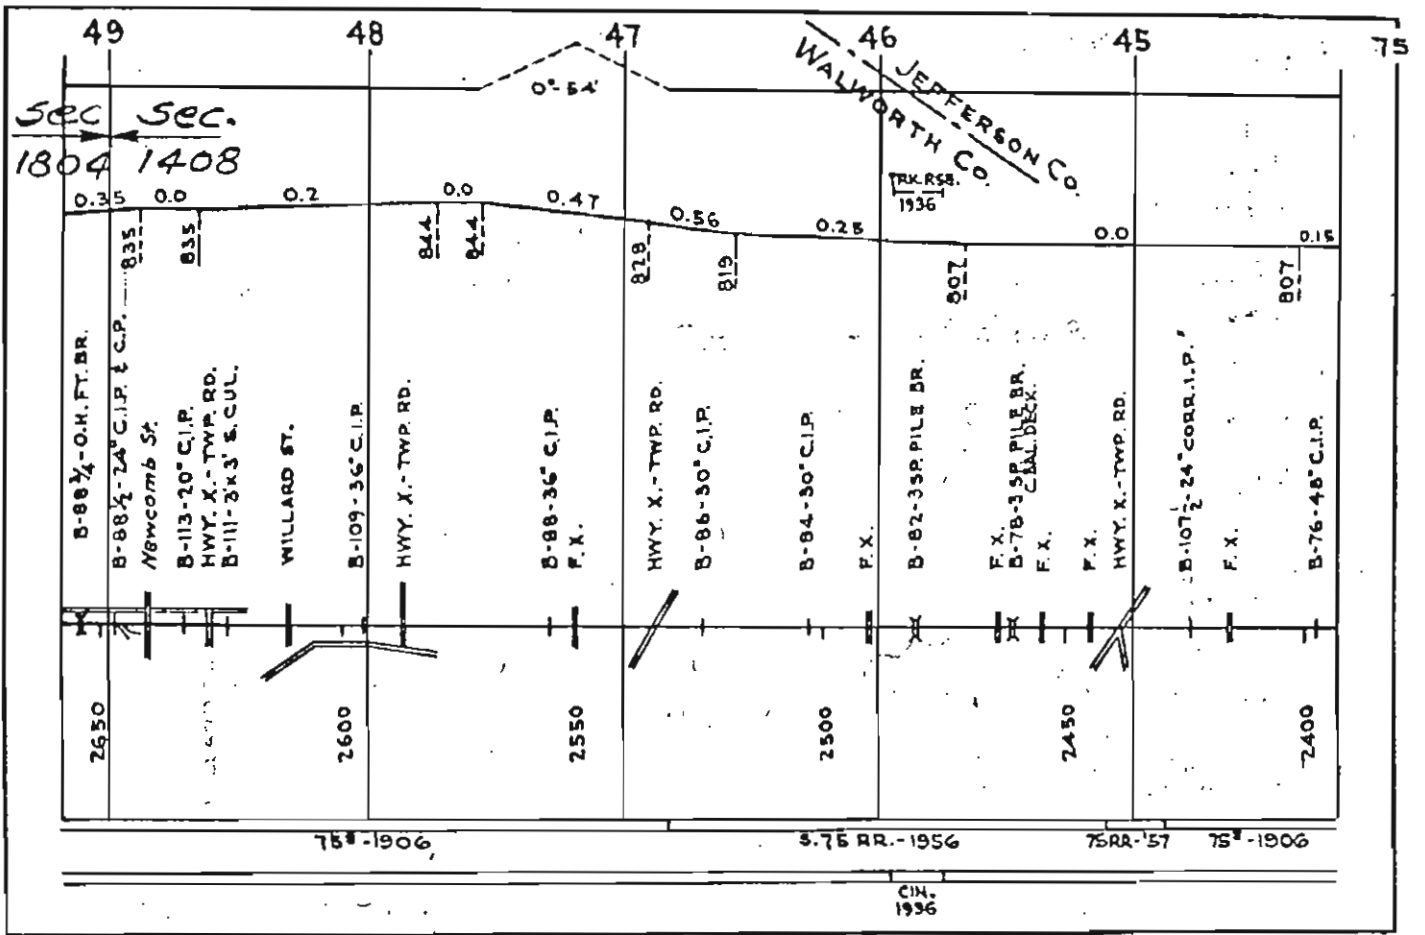 49 48 47 46 45 75
0°-54'
JEFFERSON Co.
WALWORTH Co.
Sec Sec.
1804 1408
TRK. RSB.
1936
0.35 0.0 0.2 0.0 0.47 0.56 0.25 0.0 0.15
835 835 844 844 828 819 807 807
B-88¾-O.H. FT. BR.
B-88½-24" C.I.P. & C.P.
Newcomb St.
B-113-20" C.I.P.
HWY. X.-TWP. RD.
B-111-3'x3' S. CUL.
WILLARD ST.
B-109-36" C.I.P.
HWY. X.-TWP. RD.
B-88-36" C.I.P.
F.X.
HWY. X.-TWP. RD.
B-86-30" C.I.P.
B-84-30" C.I.P.
F.X.
B-82-3 SP. PILE BR.
F.X.
B-78-3 SP. PILE BR.
C. BAL. DECK.
F.X.
F.X.
HWY. X.-TWP. RD.
B-107½-24" CORR. I.P.
F.X.
B-76-48" C.I.P.
2650 2600 2550 2500 2450 2400
75#-1906 S.75 RR.-1956 75RR-'57 75#-1906
CIN.
1936